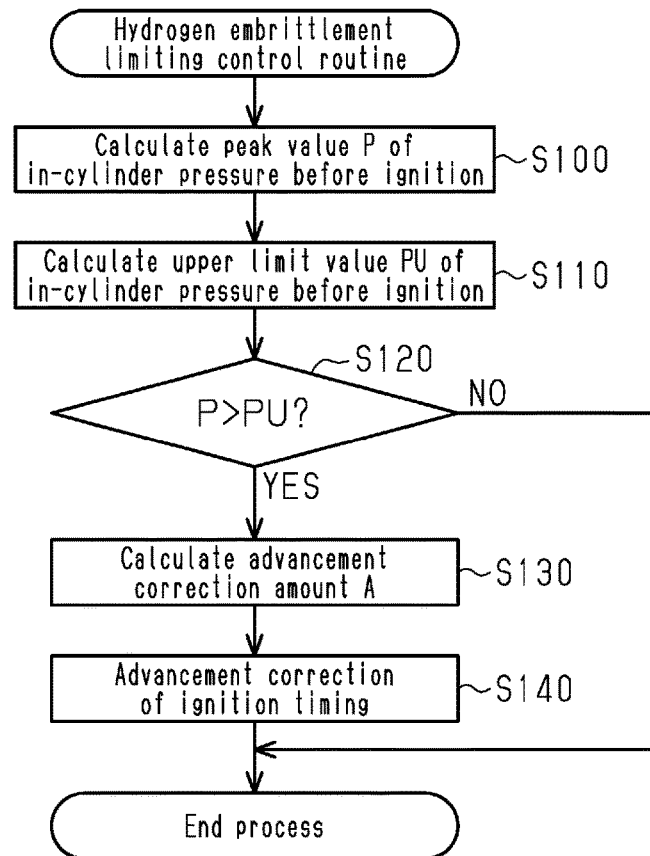 Hydrogen embrittlement
limiting control routine
Calculate peak value P of
in-cylinder pressure before ignition
S100
Calculate upper limit value PU of
in-cylinder pressure before ignition
S110
S120
P>PU?
NO
YES
Calculate advancement
correction amount A
S130
Advancement correction
of ignition timing
S140
End process